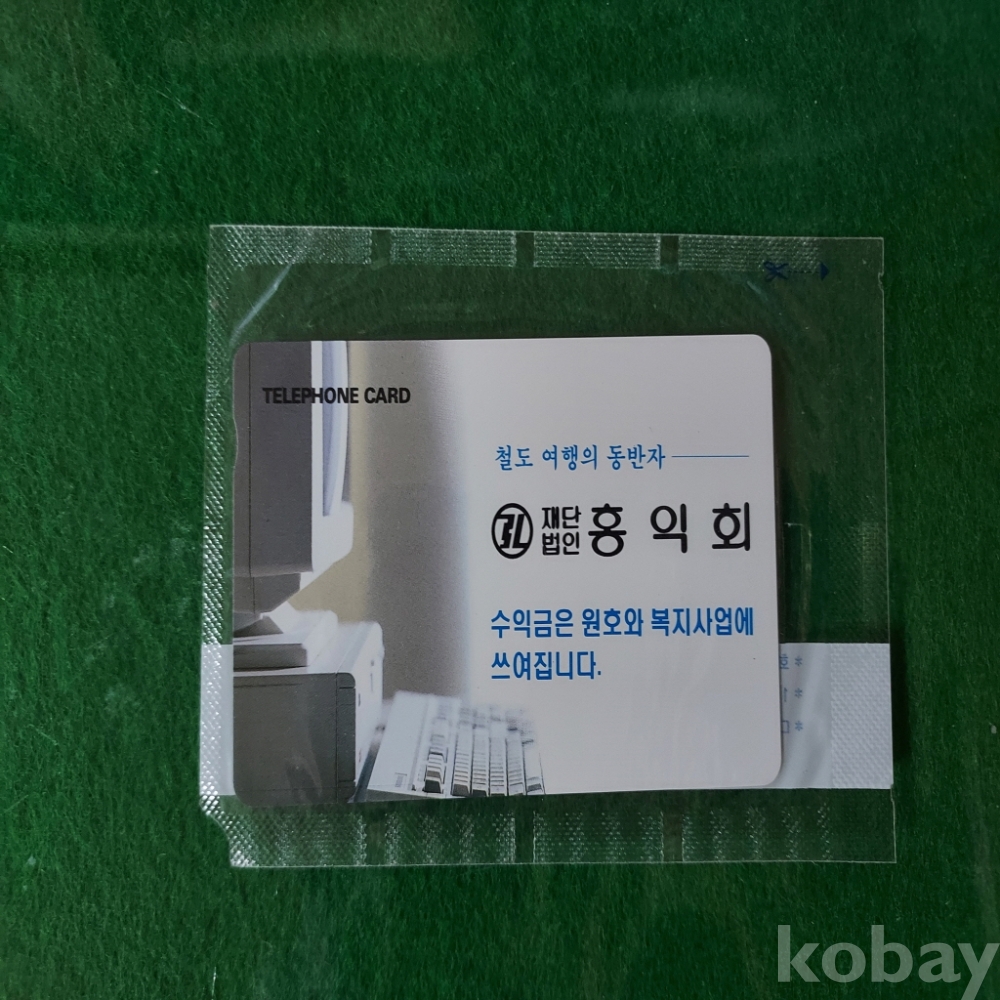 TELEPHONE CARD
철도 여행의 동반자
재단
법인 홍익회
수익금은 원호와 복지사업에
쓰여집니다.
kobay